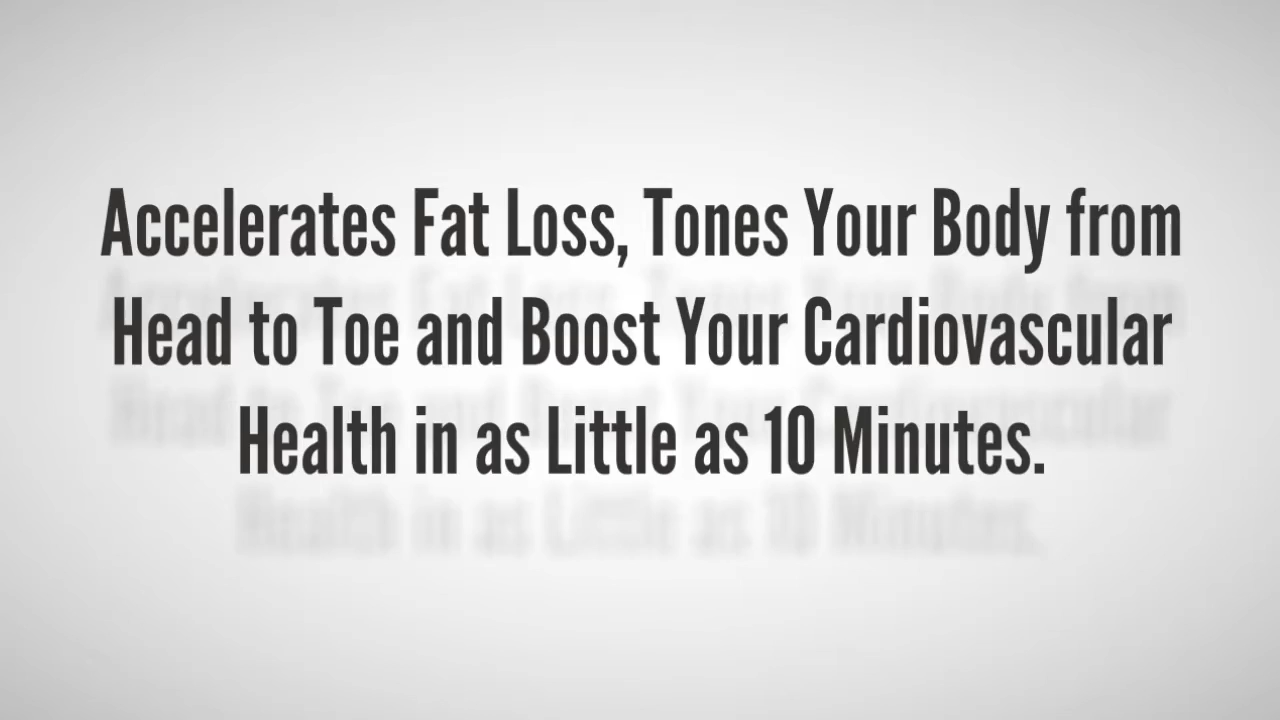 Accelerates Fat Loss, Tones Your Body from
Head to Toe and Boost Your Cardiovascular
Health in as Little as 10 Minutes.